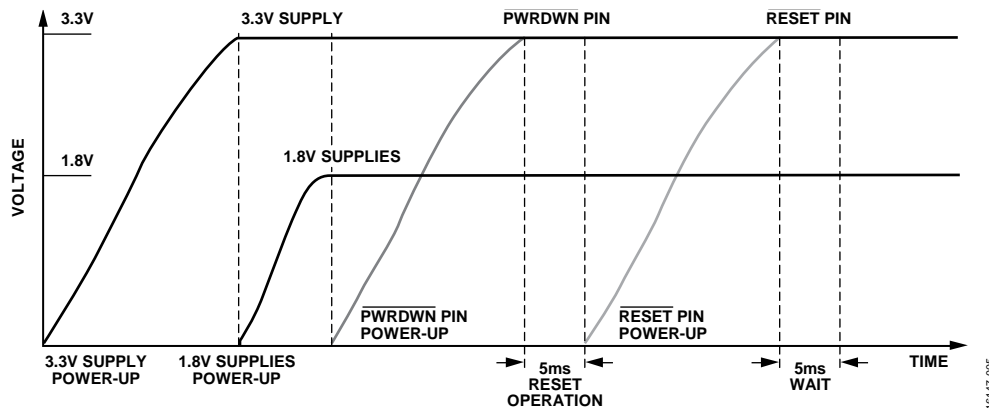 3.3V
3.3V SUPPLY
PWRDWN PIN
RESET PIN
1.8V
1.8V SUPPLIES
VOLTAGE
PWRDWN PIN
POWER-UP
RESET PIN
POWER-UP
3.3V SUPPLY
POWER-UP
1.8V SUPPLIES
POWER-UP
5ms
RESET
OPERATION
5ms
WAIT
TIME